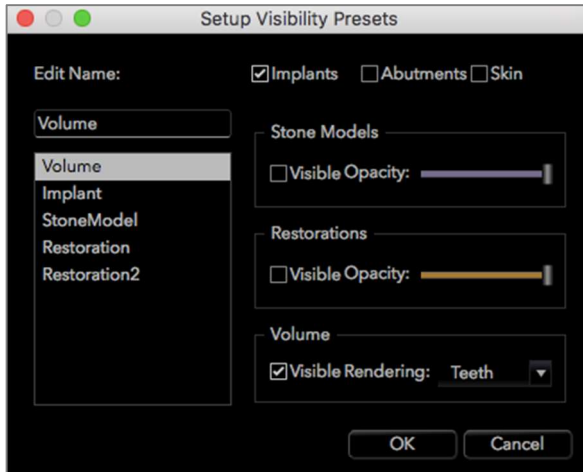 Setup Visibility Presets
Edit Name:
Implants Abutments Skin
Volume
Volume
Implant
StoneModel
Restoration
Restoration2
Stone Models
Visible Opacity:
Restorations
Visible Opacity:
Volume
Visible Rendering: Teeth
OK Cancel